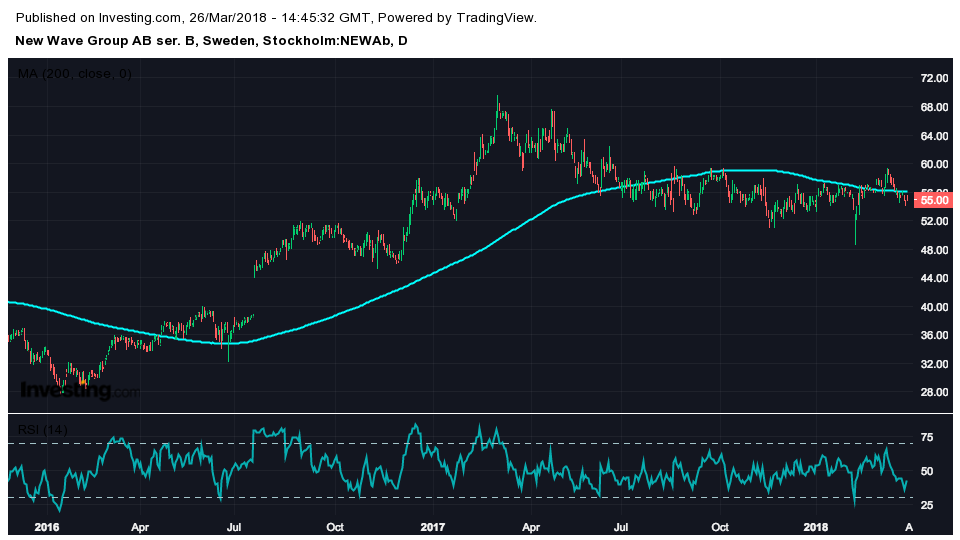 Published on Investing.com, 26/Mar/2018 - 14:45:32 GMT, Powered by TradingView.
New Wave Group AB ser. B, Sweden, Stockholm:NEWAb, D
MA (200, close, 0)
72.00
68.00
64.00
60.00
56.00
55.00
52.00
48.00
44.00
40.00
36.00
32.00
28.00
Investing.com
RSI (14)
75
50
25
2016 Apr Jul Oct 2017 Apr Jul Oct 2018 A